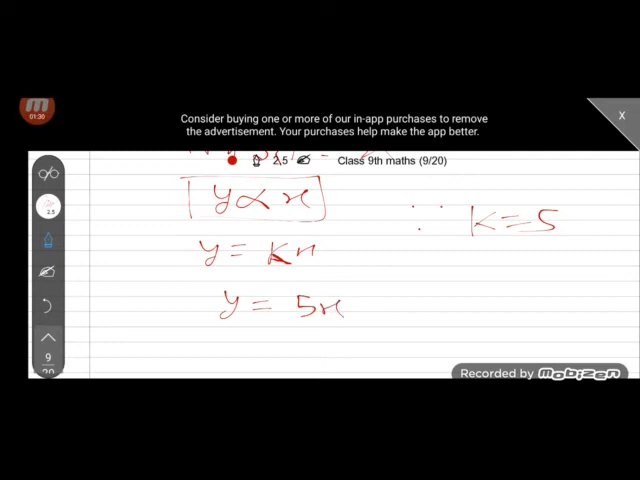 01:30
Consider buying one or more of our in-app purchases to remove
the advertisement. Your purchases help make the app better.
X
2,5 Class 9th maths (9/20)
2.5
y ∝ x
∵ K = 5
y = Kx
y = 5x
9
20
Recorded by mobizen